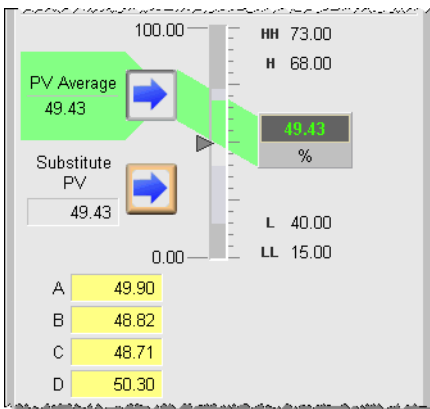 100.00
HH 73.00
H 68.00
PV Average
49.43
49.43
%
Substitute
PV
49.43
L 40.00
0.00
LL 15.00
A 49.90
B 48.82
C 48.71
D 50.30